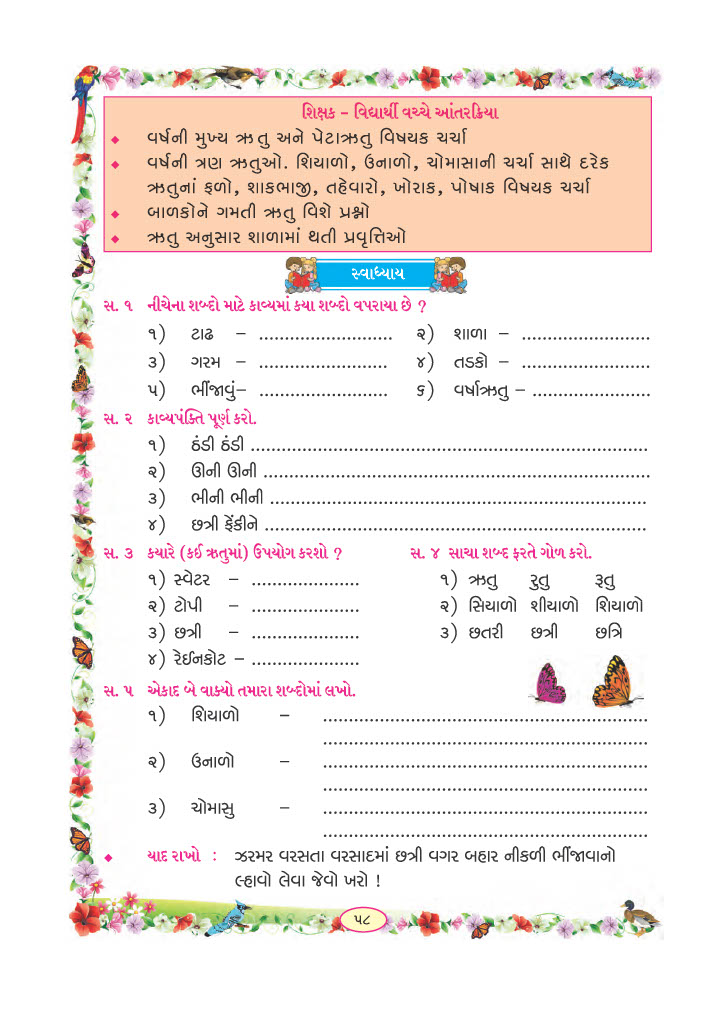 શિક્ષક – વિદ્યાર્થી વચ્ચે આંતરક્રિયા
◆ વર્ષની મુખ્ય ઋતુ અને પેટાઋતુ વિષયક ચર્ચા
◆ વર્ષની ત્રણ ઋતુઓ. શિયાળો, ઉનાળો, ચોમાસાની ચર્ચા સાથે દરેક
ઋતુનાં ફળો, શાકભાજી, તહેવારો, ખોરાક, પોષાક વિષયક ચર્ચા
◆ બાળકોને ગમતી ઋતુ વિશે પ્રશ્નો
◆ ઋતુ અનુસાર શાળામાં થતી પ્રવૃત્તિઓ
સ્વાધ્યાય
સ. ૧ નીચેના શબ્દો માટે કાવ્યમાં કયા શબ્દો વપરાયા છે ?
૧) ટાઢ – .......................... ૨) શાળા – .........................
૩) ગરમ – ......................... ૪) તડકો – .........................
૫) ભીંજાવું– ......................... ૬) વર્ષાઋતુ – .......................
સ. ૨ કાવ્યપંક્તિ પૂર્ણ કરો.
૧) ઠંડી ઠંડી ..............................................................................
૨) ઊની ઊની ...........................................................................
૩) ભીની ભીની .........................................................................
૪) છત્રી ફેંકીને ..........................................................................
સ. ૩ કયારે (કઈ ઋતુમાં) ઉપયોગ કરશો ?
૧) સ્વેટર – .....................
૨) ટોપી – .....................
૩) છત્રી – .....................
૪) રેઈનકોટ – .....................
સ. ૪ સાચા શબ્દ ફરતે ગોળ કરો.
૧) ઋતુ રુતુ રૂતુ
૨) સિયાળો શીયાળો શિયાળો
૩) છતરી છત્રી છત્રિ
સ. ૫ એકાદ બે વાક્યો તમારા શબ્દોમાં લખો.
૧) શિયાળો – ...............................................................
...............................................................
૨) ઉનાળો – ...............................................................
...............................................................
૩) ચોમાસુ – ...............................................................
...............................................................
◆ યાદ રાખો : ઝરમર વરસતા વરસાદમાં છત્રી વગર બહાર નીકળી ભીંજાવાનો
લ્હાવો લેવા જેવો ખરો !
૫૮